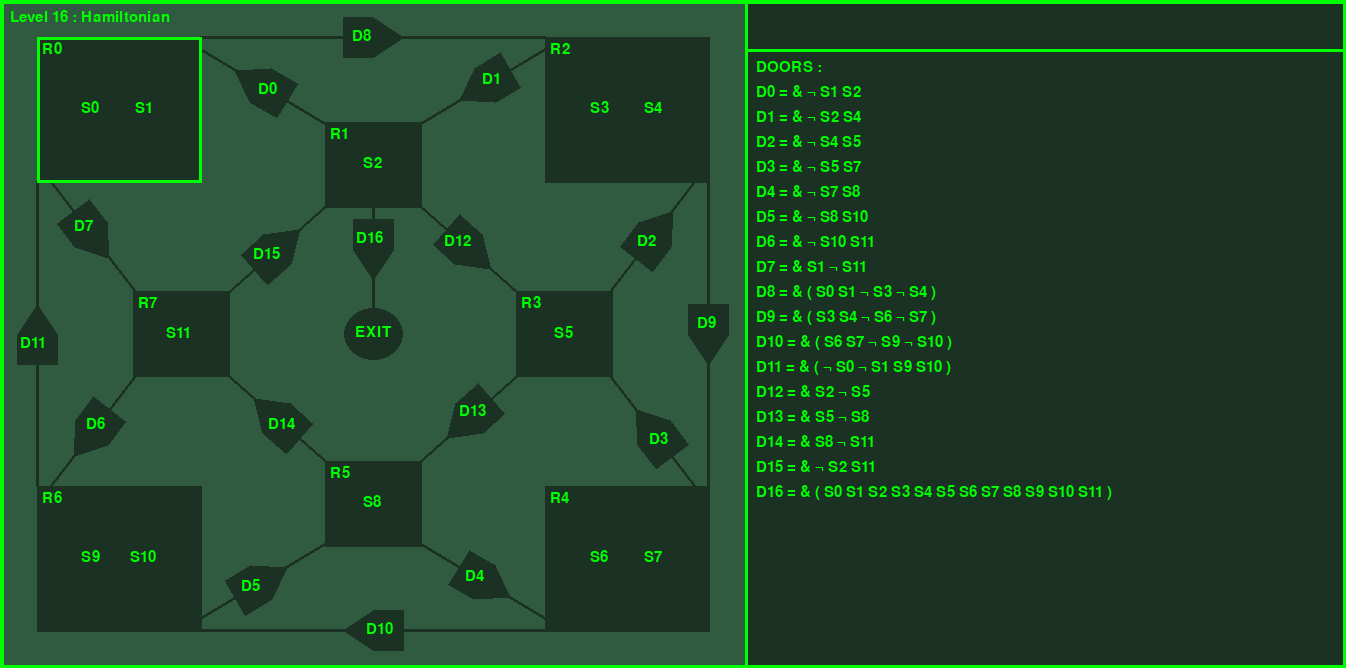 Level 16 : Hamiltonian
D8
R0
R2
D0
D1
S0 S1
S3 S4
R1
S2
D7
D15
D16
D12
D2
R7
R3
S11
EXIT
S5
D11
D9
D6
D14
D13
D3
R5
R6
R4
S8
S9 S10
S6 S7
D5
D4
D10
DOORS :
D0 = & ¬ S1 S2
D1 = & ¬ S2 S4
D2 = & ¬ S4 S5
D3 = & ¬ S5 S7
D4 = & ¬ S7 S8
D5 = & ¬ S8 S10
D6 = & ¬ S10 S11
D7 = & S1 ¬ S11
D8 = & ( S0 S1 ¬ S3 ¬ S4 )
D9 = & ( S3 S4 ¬ S6 ¬ S7 )
D10 = & ( S6 S7 ¬ S9 ¬ S10 )
D11 = & ( ¬ S0 ¬ S1 S9 S10 )
D12 = & S2 ¬ S5
D13 = & S5 ¬ S8
D14 = & S8 ¬ S11
D15 = & ¬ S2 S11
D16 = & ( S0 S1 S2 S3 S4 S5 S6 S7 S8 S9 S10 S11 )